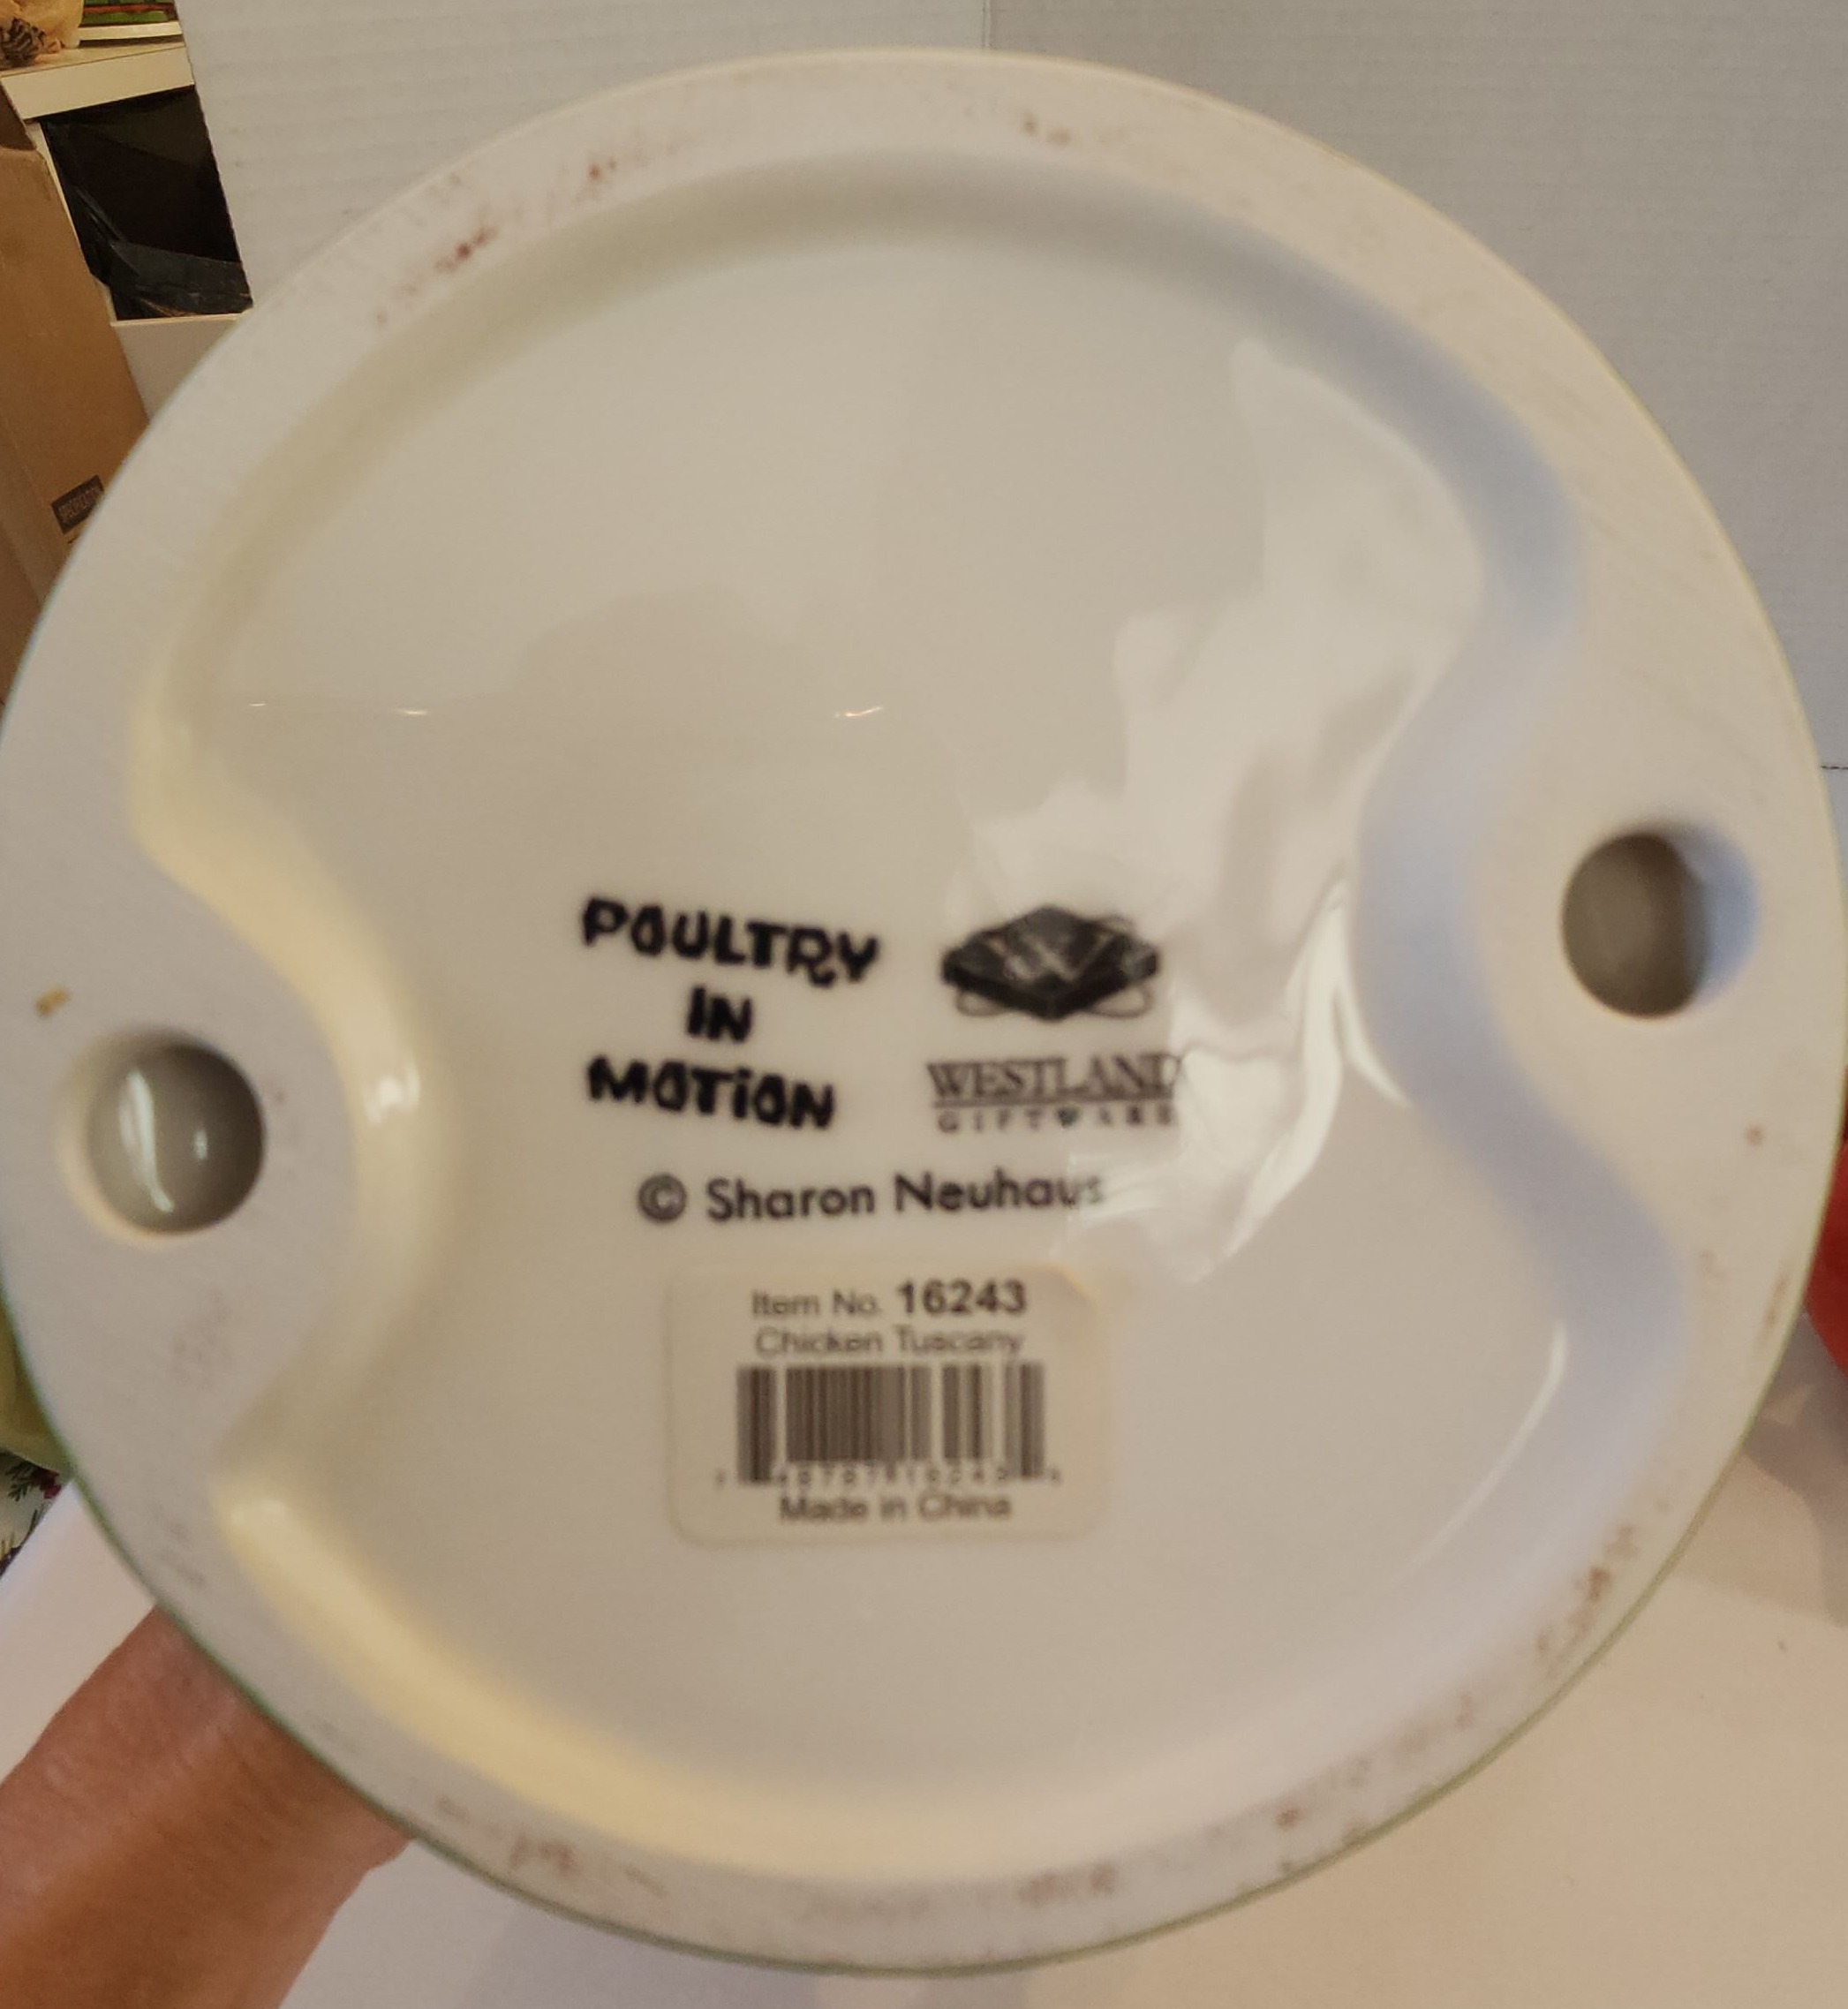 POULTRY
IN
MOTION
W
WESTLAND
GIFTWARE
© Sharon Neuhaus
Item No. 16243
Chicken Tuscany
Made in China